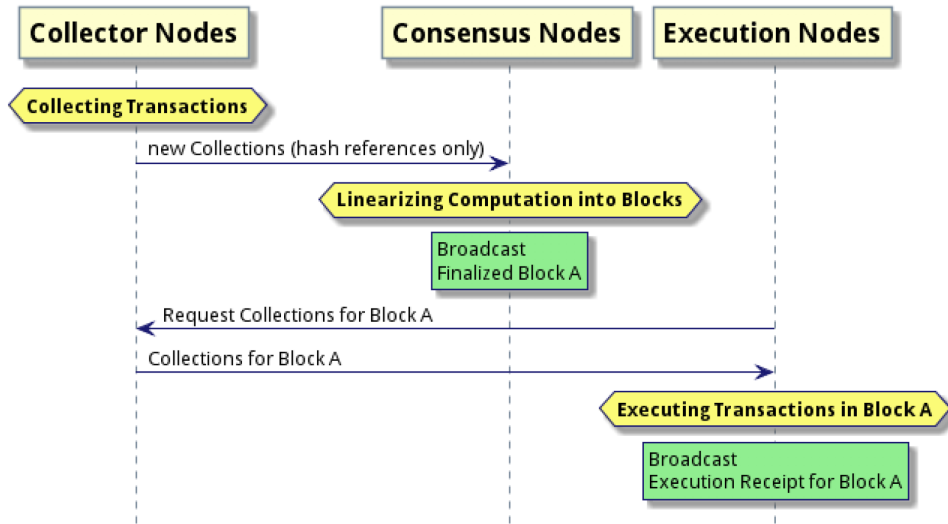 Collector Nodes
Consensus Nodes
Execution Nodes
Collecting Transactions
new Collections (hash references only)
Linearizing Computation into Blocks
Broadcast
Finalized Block A
Request Collections for Block A
Collections for Block A
Executing Transactions in Block A
Broadcast
Execution Receipt for Block A